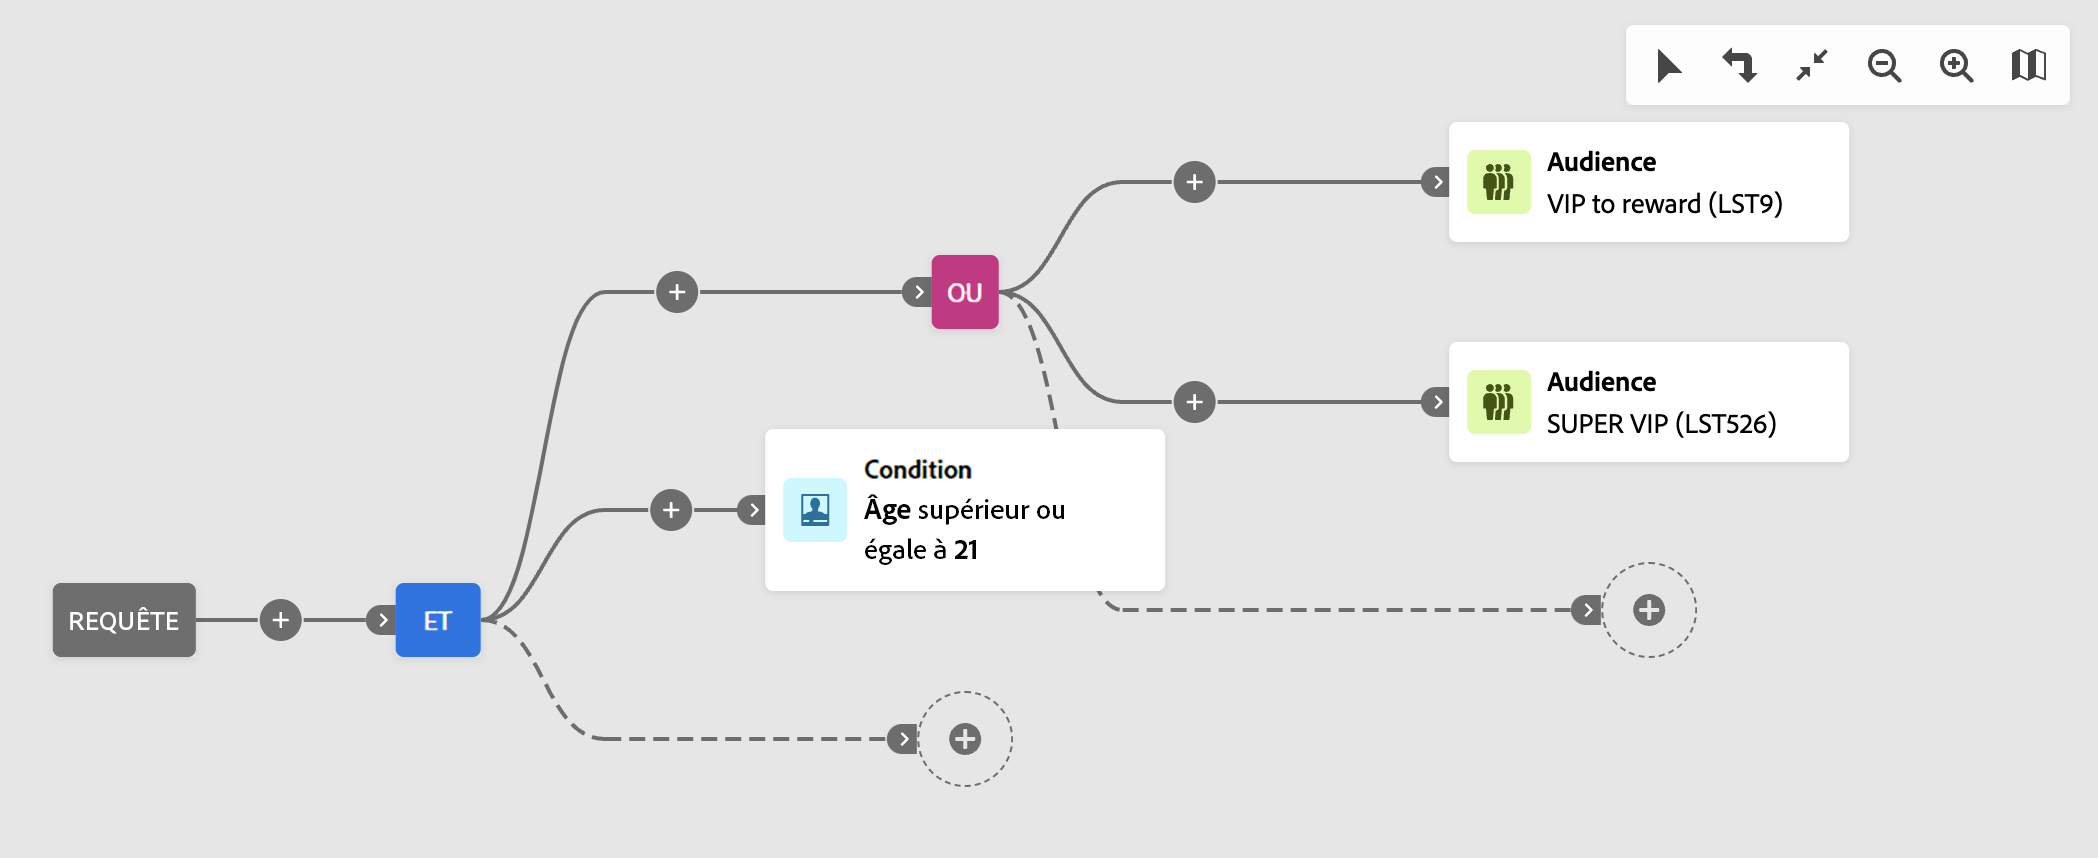 Audience
VIP to reward (LST9)
OU
Audience
SUPER VIP (LST526)
Condition
Âge supérieur ou
égale à 21
REQUÊTE
ET